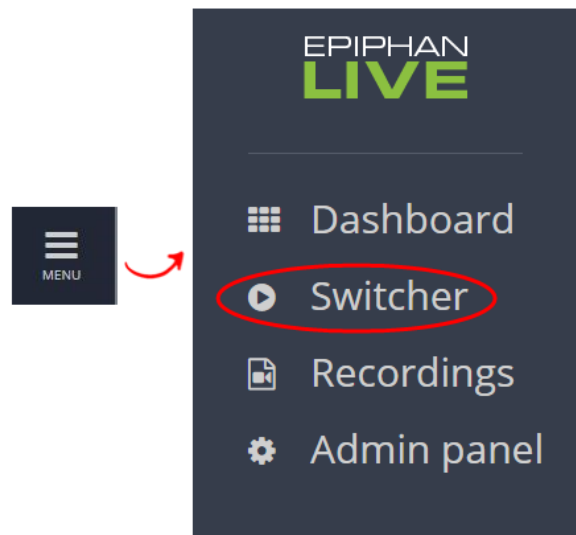 EPIPHAN
LIVE
MENU
Dashboard
Switcher
Recordings
Admin panel